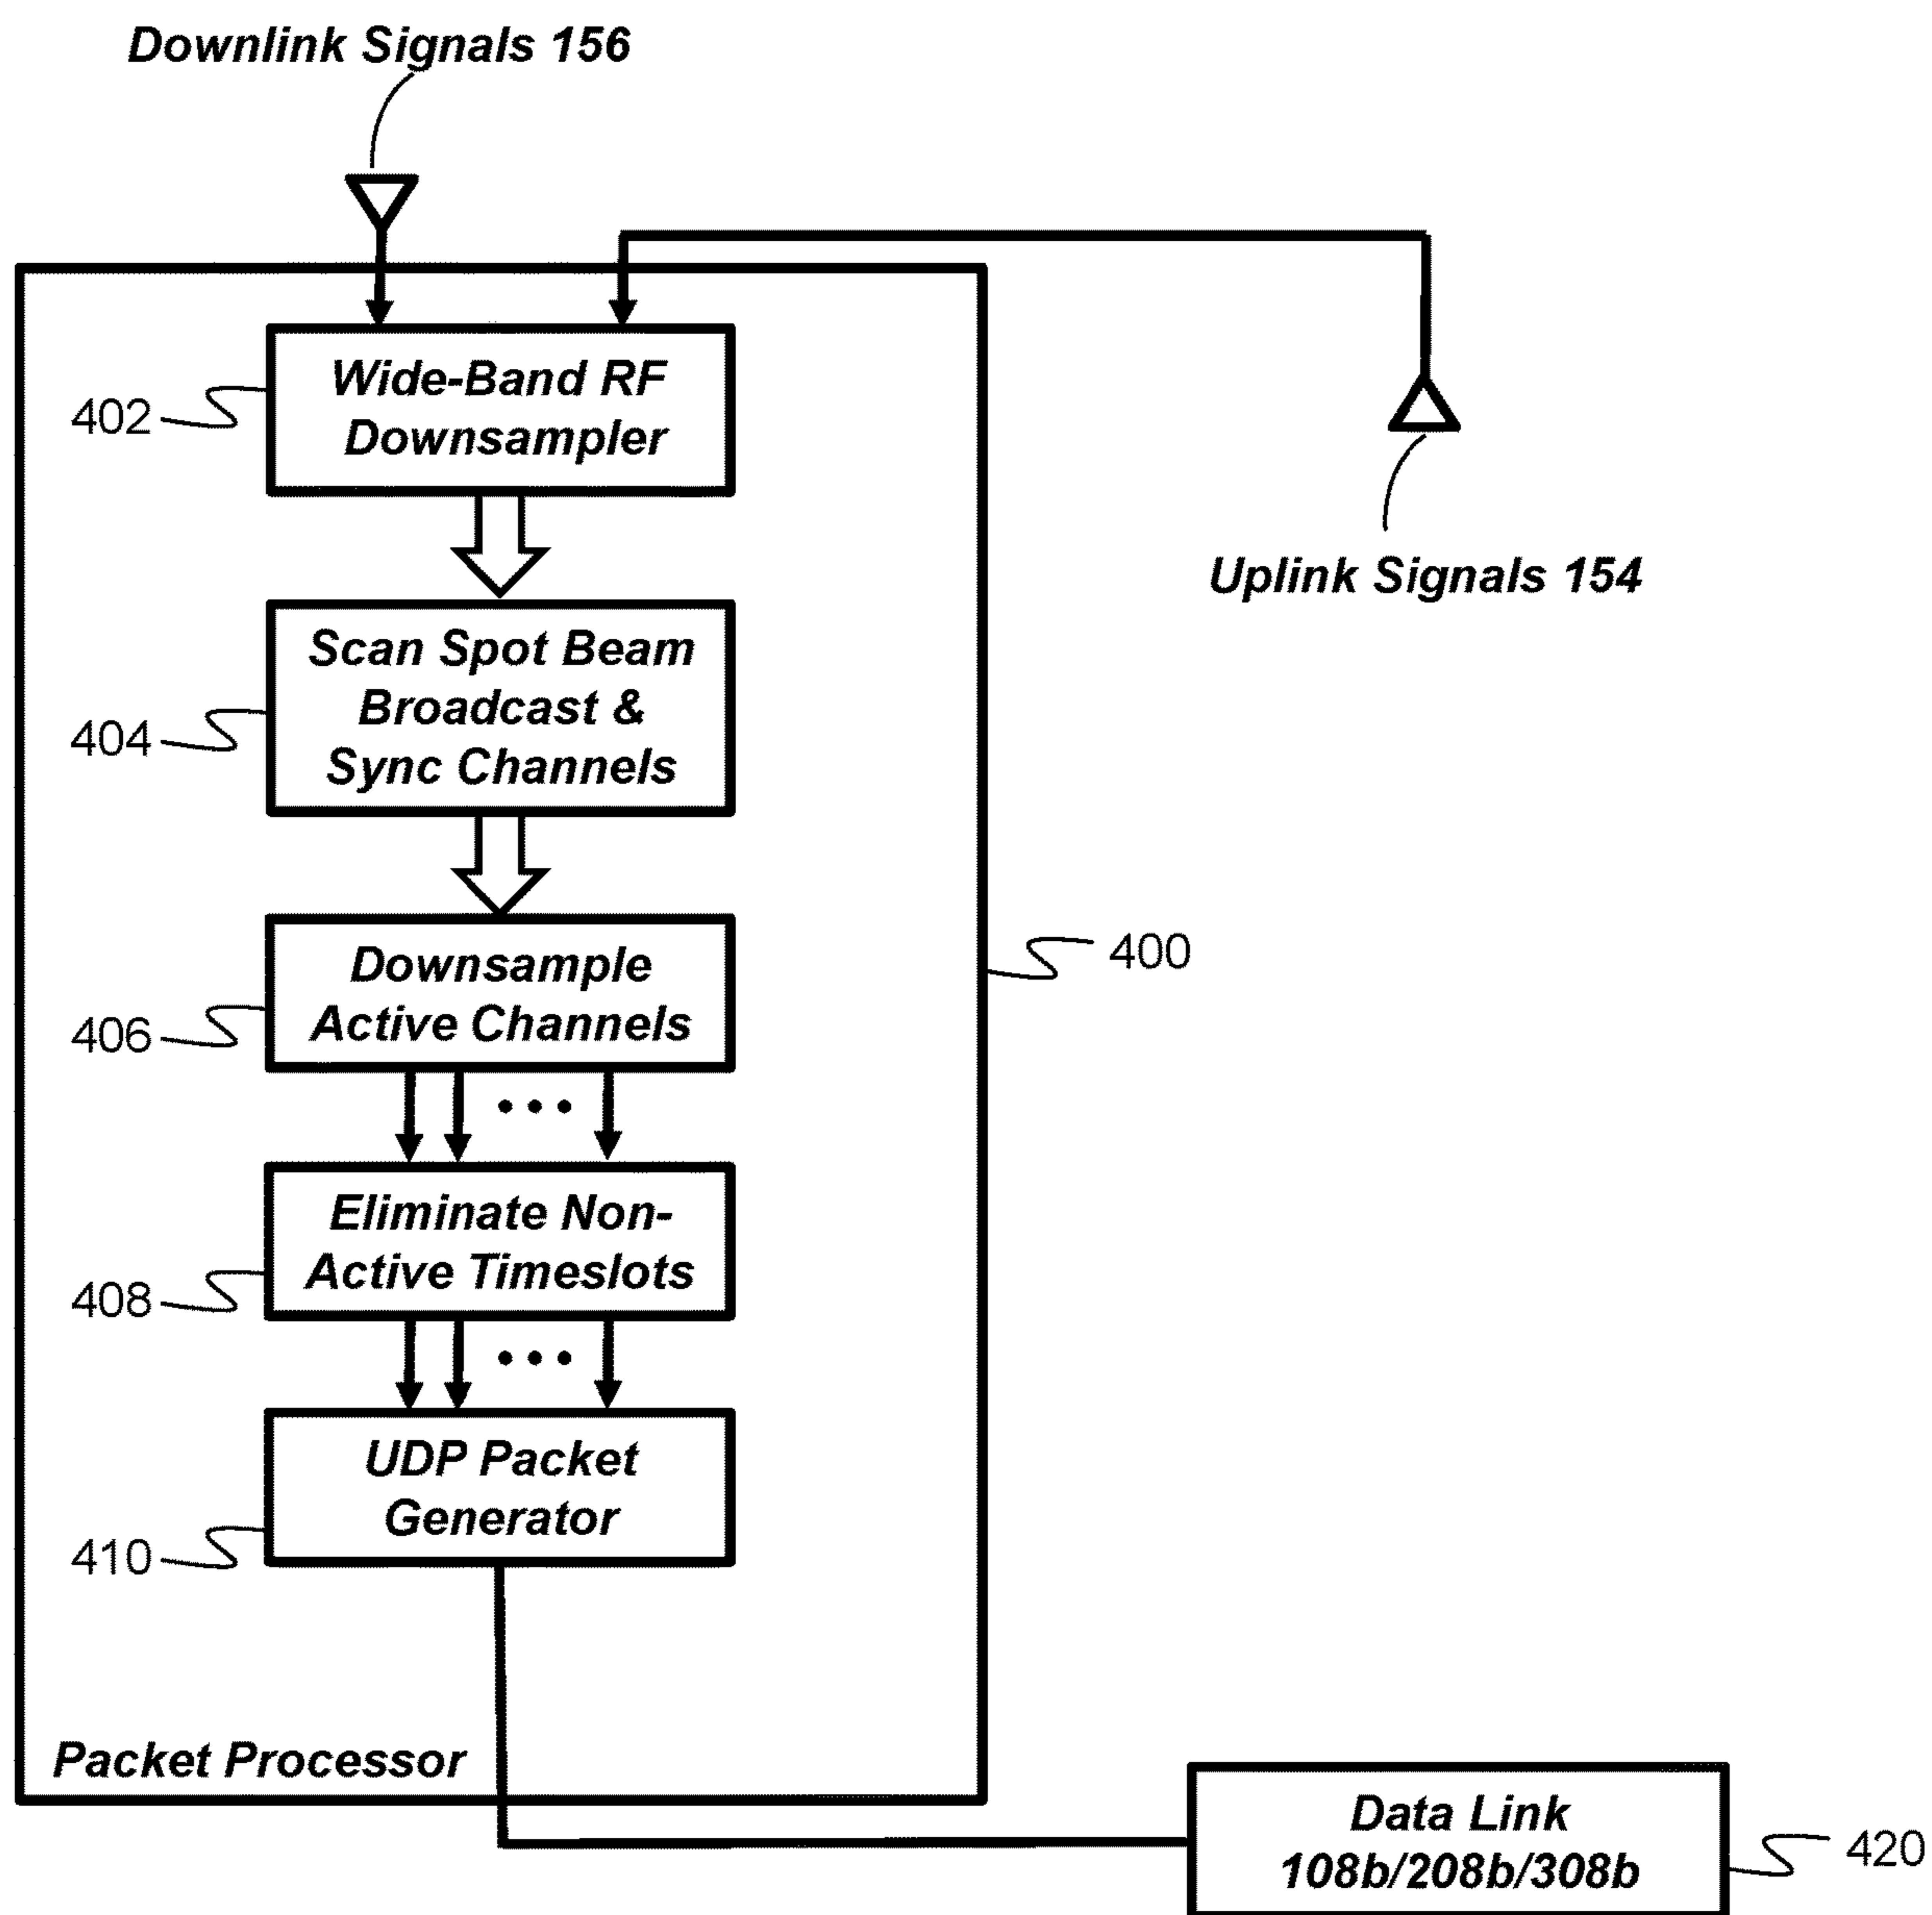 Downlink Signals 156
Wide-Band RF
Downsampler
402
Uplink Signals 154
Scan Spot Beam
Broadcast &
Sync Channels
404
Downsample
Active Channels
400
406
Eliminate Non-
Active Timeslots
408
UDP Packet
Generator
410
Packet Processor
Data Link
108b/208b/308b
420